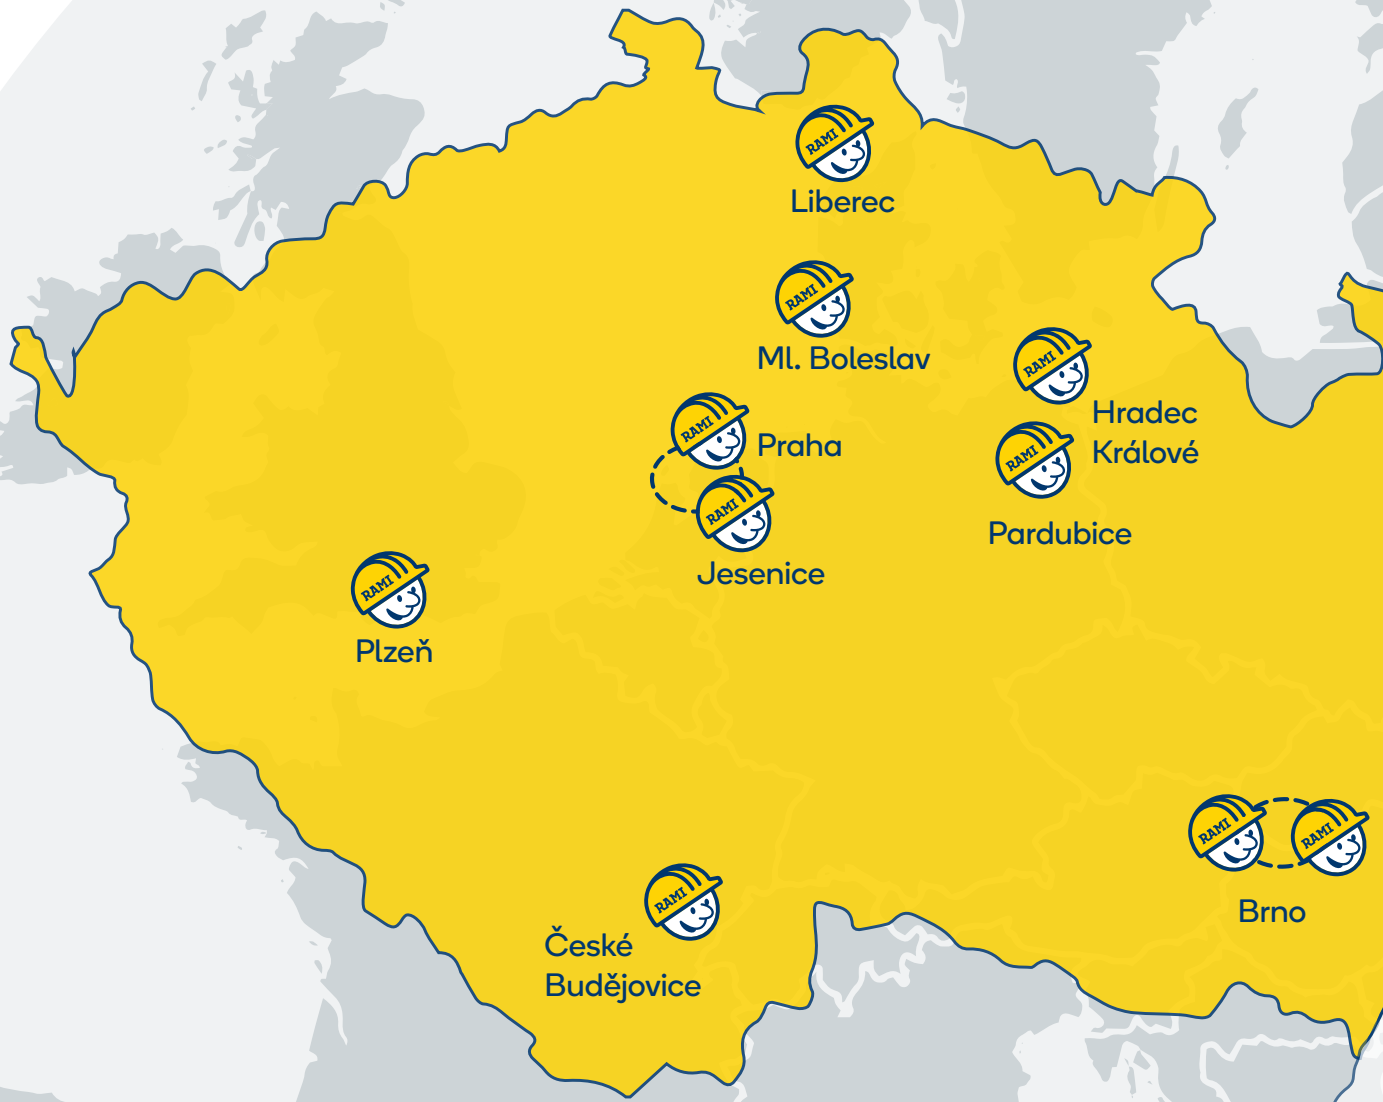 RAMI
Liberec
RAMI
Ml. Boleslav
RAMI
Hradec
Králové
RAMI
Praha
RAMI
Pardubice
RAMI
Jesenice
RAMI
Plzeň
RAMI
RAMI
Brno
RAMI
České
Budějovice